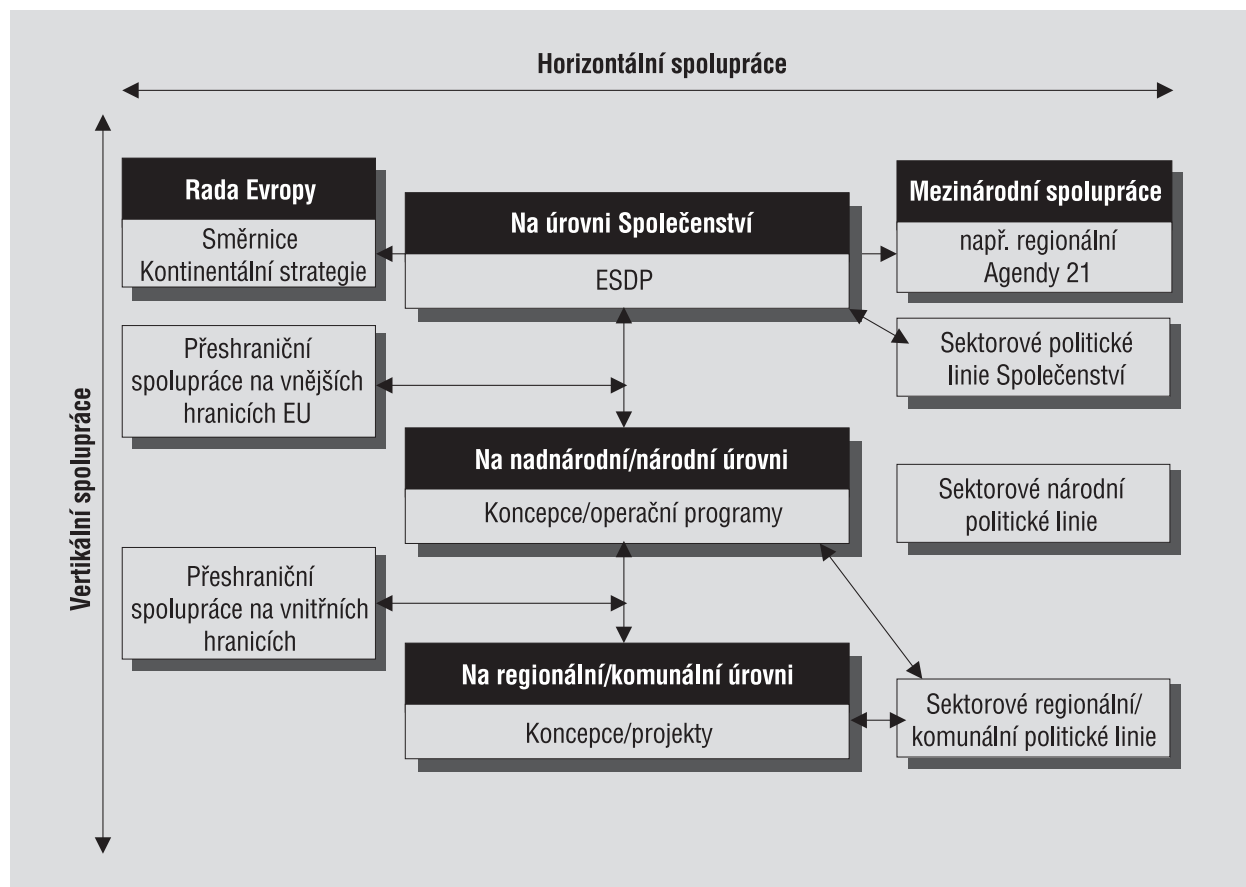 Horizontální spolupráce
Vertikální spolupráce
Rada Evropy
Směrnice
Kontinentální strategie
Na úrovni Společenství
ESDP
Mezinárodní spolupráce
např. regionální
Agendy 21
Přeshraniční
spolupráce na vnějších
hranicích EU
Sektorové politické
linie Společenství
Na nadnárodní/národní úrovni
Koncepce/operační programy
Sektorové národní
politické linie
Přeshraniční
spolupráce na vnitřních
hranicích
Na regionální/komunální úrovni
Koncepce/projekty
Sektorové regionální/
komunální politické linie